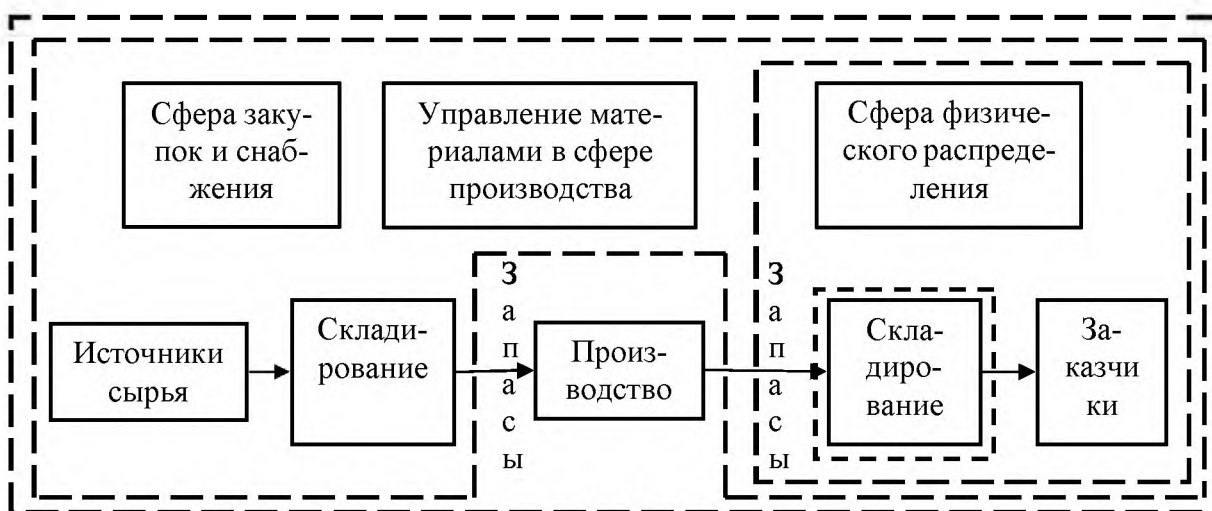 Сфера заку-
пок и снаб-
жения
Управление мате-
риалами в сфере
производства
Сфера физиче-
ского распреде-
ления
Источники
сырья
Склади-
рование
З
а
п
а
с
ы
Произ-
водство
З
а
п
а
с
ы
Скла-
диро-
вание
За-
казчи
ки